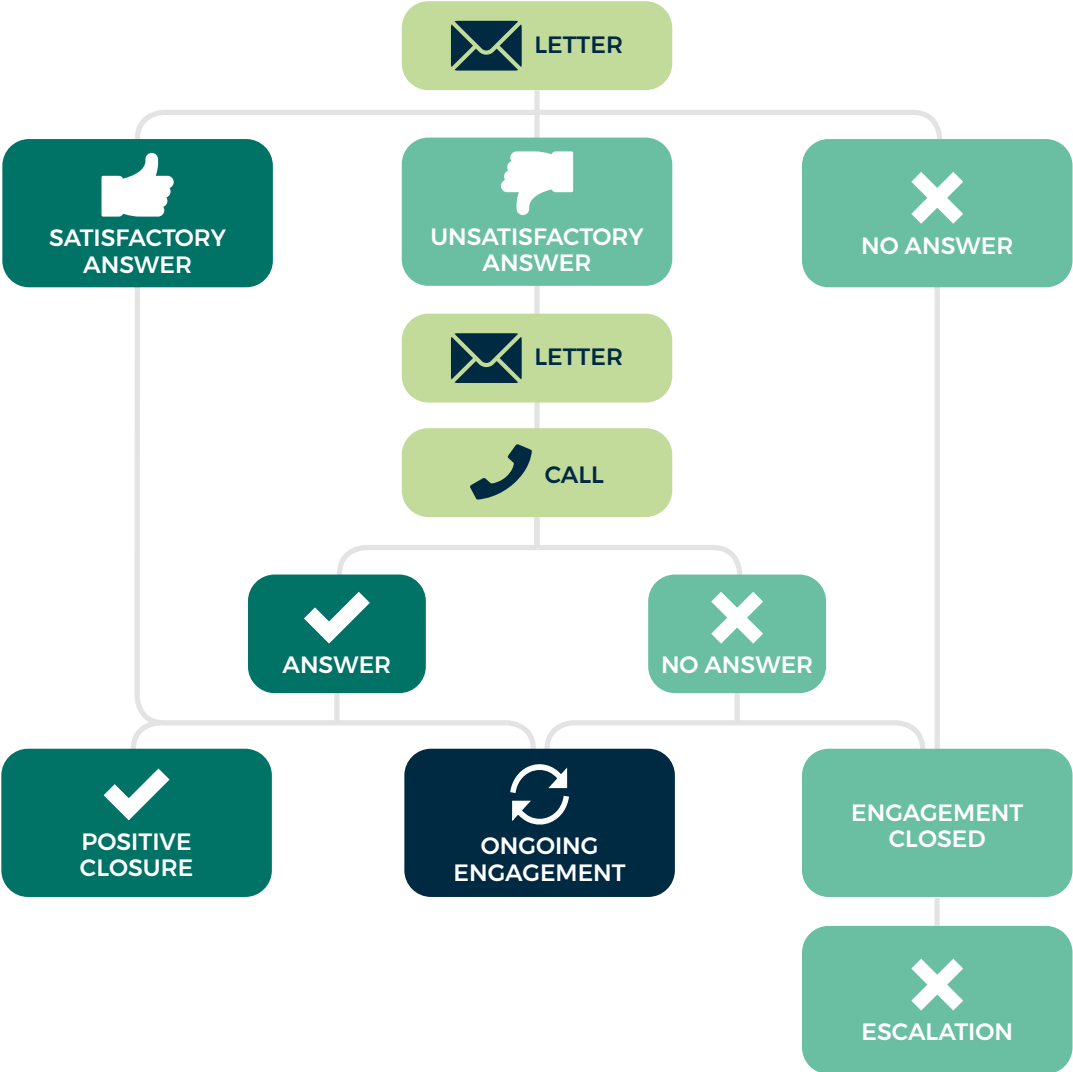 LETTER
SATISFACTORY
ANSWER
UNSATISFACTORY
ANSWER
NO ANSWER
LETTER
CALL
ANSWER
NO ANSWER
POSITIVE
CLOSURE
ONGOING
ENGAGEMENT
ENGAGEMENT
CLOSED
ESCALATION